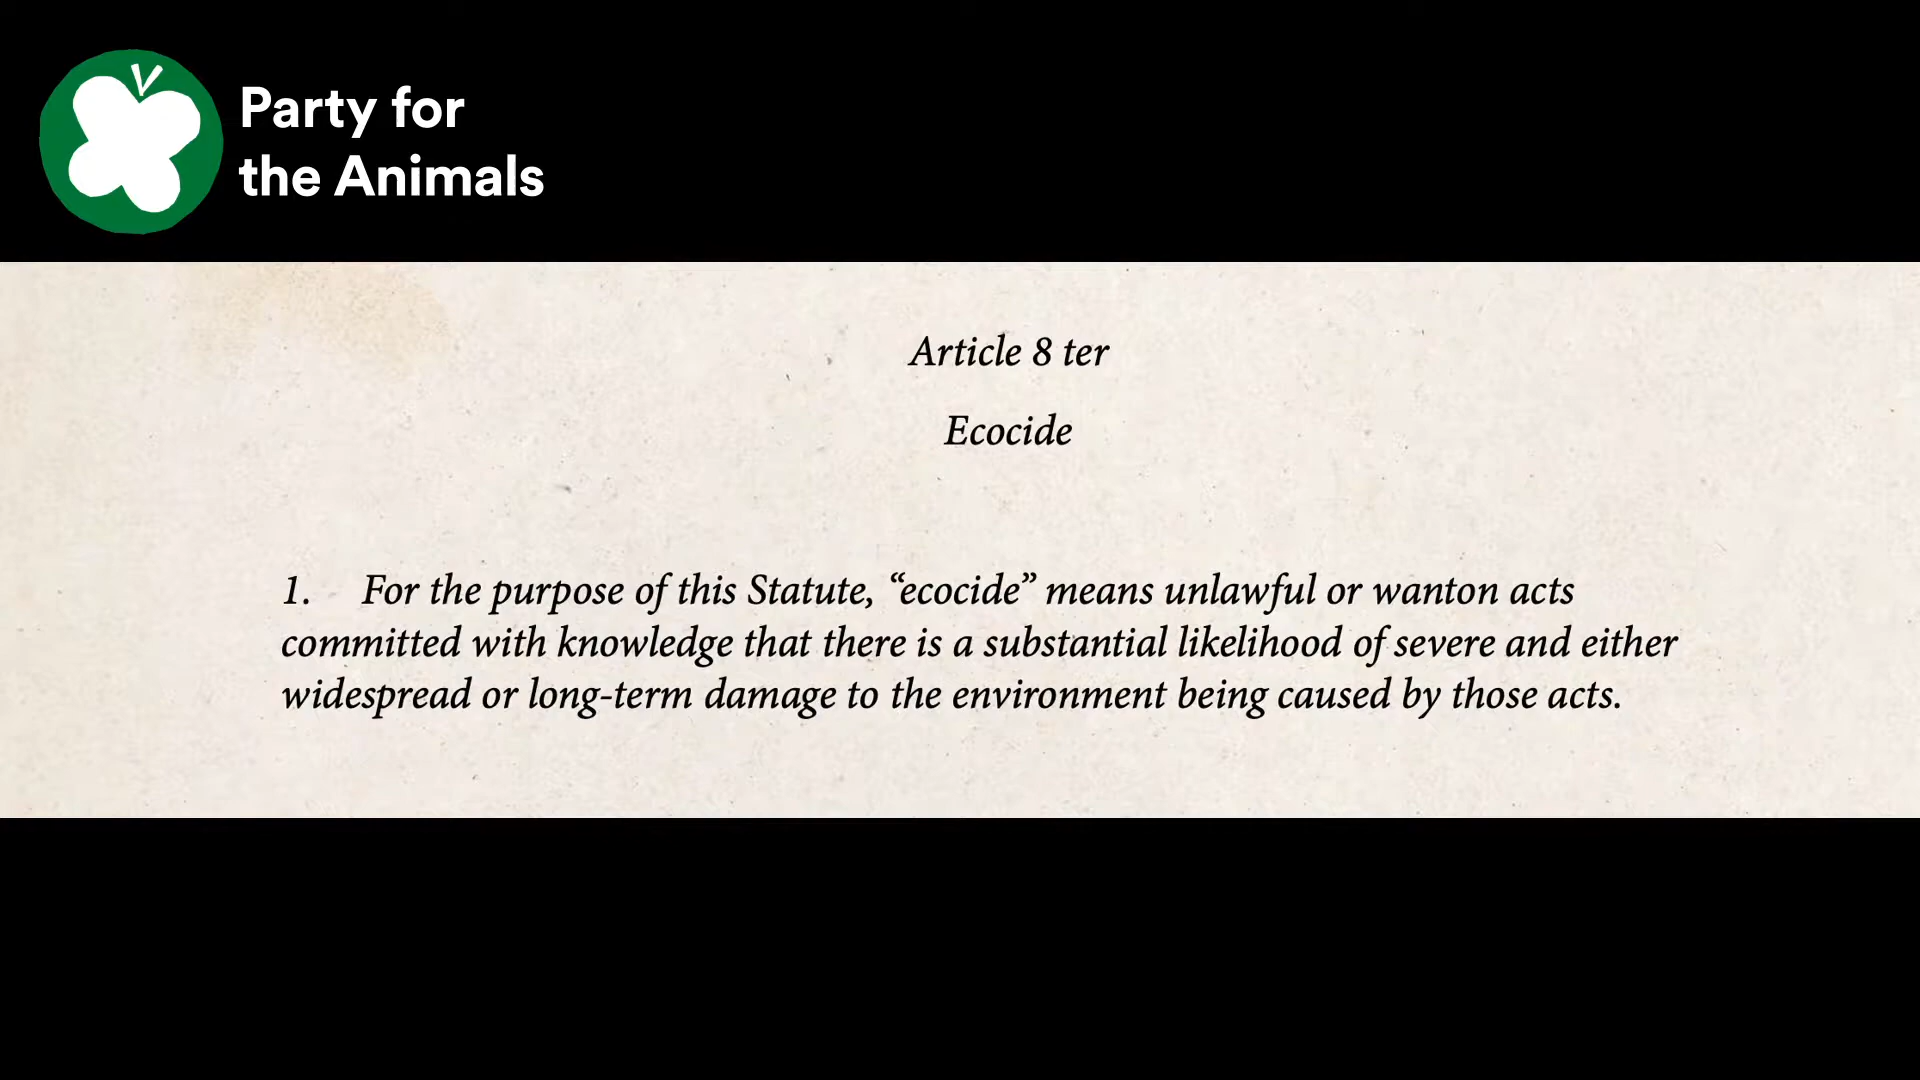 Party for
the Animals
Article 8 ter
Ecocide
1. For the purpose of this Statute, “ecocide” means unlawful or wanton acts
committed with knowledge that there is a substantial likelihood of severe and either
widespread or long-term damage to the environment being caused by those acts.